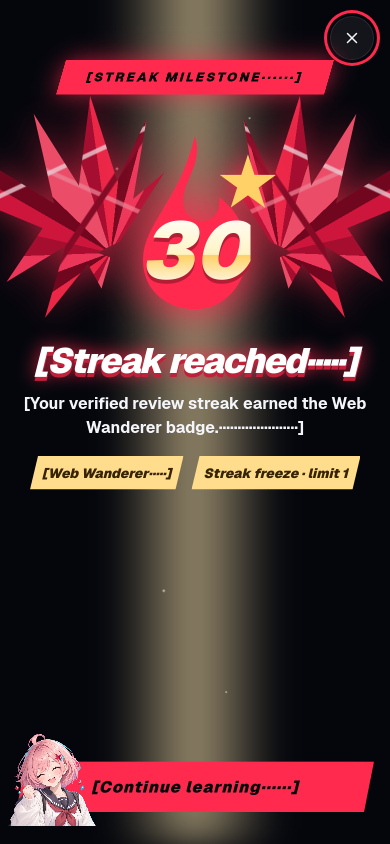 [STREAK MILESTONE······]
30
[Streak reached·····]
[Your verified review streak earned the Web
Wanderer badge.······················]
[Web Wanderer·····]
Streak freeze · limit 1
[Continue learning······]